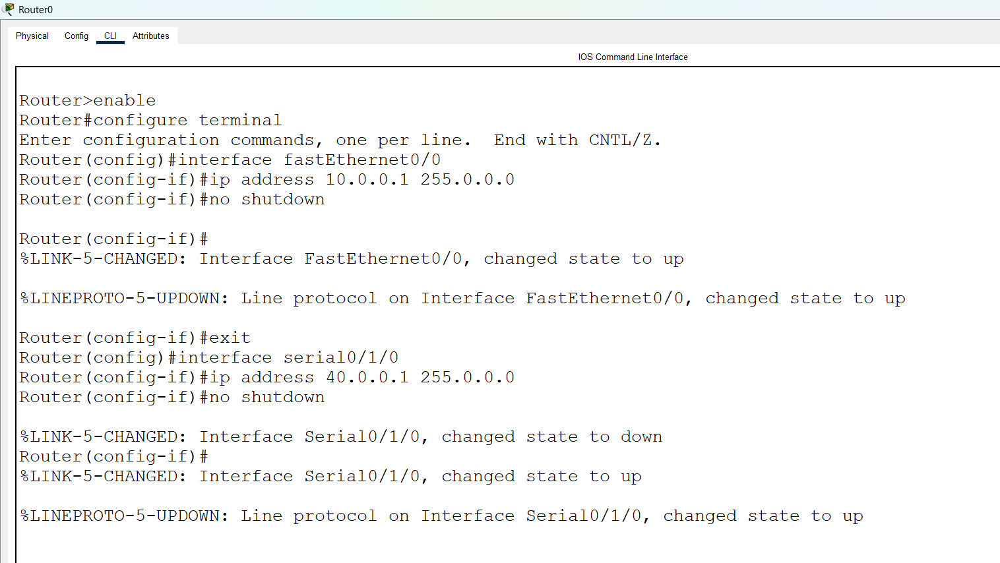 Router0
Physical Config CLI Attributes
IOS Command Line Interface
Router>enable
Router#configure terminal
Enter configuration commands, one per line.  End with CNTL/Z.
Router(config)#interface fastEthernet0/0
Router(config-if)#ip address 10.0.0.1 255.0.0.0
Router(config-if)#no shutdown
Router(config-if)#
%LINK-5-CHANGED: Interface FastEthernet0/0, changed state to up
%LINEPROTO-5-UPDOWN: Line protocol on Interface FastEthernet0/0, changed state to up
Router(config-if)#exit
Router(config)#interface serial0/1/0
Router(config-if)#ip address 40.0.0.1 255.0.0.0
Router(config-if)#no shutdown
%LINK-5-CHANGED: Interface Serial0/1/0, changed state to down
Router(config-if)#
%LINK-5-CHANGED: Interface Serial0/1/0, changed state to up
%LINEPROTO-5-UPDOWN: Line protocol on Interface Serial0/1/0, changed state to up